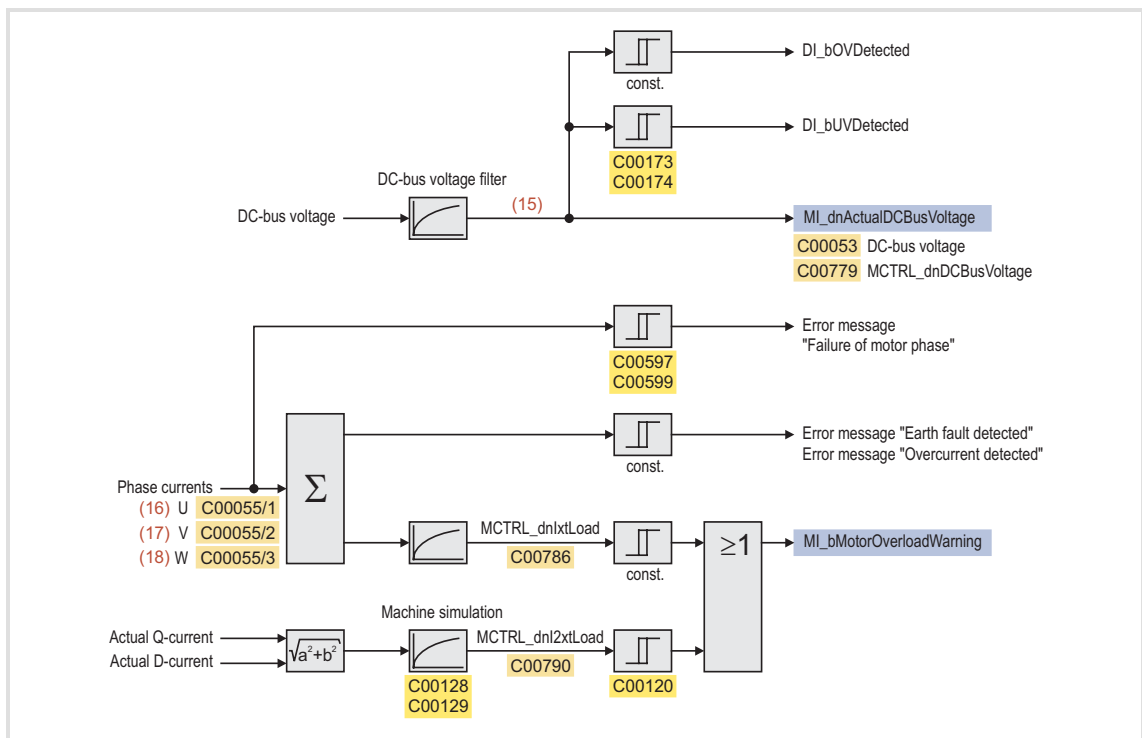 DI_bOVDetected
const.
DI_bUVDetected
C00173
C00174
DC-bus voltage filter
(15)
DC-bus voltage
MI_dnActualDCBusVoltage
C00053 DC-bus voltage
C00779 MCTRL_dnDCBusVoltage
Error message
"Failure of motor phase"
C00597
C00599
Error message "Earth fault detected"
Error message "Overcurrent detected"
const.
Σ
Phase currents
(16) U C00055/1
(17) V C00055/2
(18) W C00055/3
MCTRL_dnIxtLoad
C00786
const.
≥1
MI_bMotorOverloadWarning
Machine simulation
Actual Q-current
Actual D-current
√a²+b²
MCTRL_dnI2xtLoad
C00790
C00128
C00129
C00120